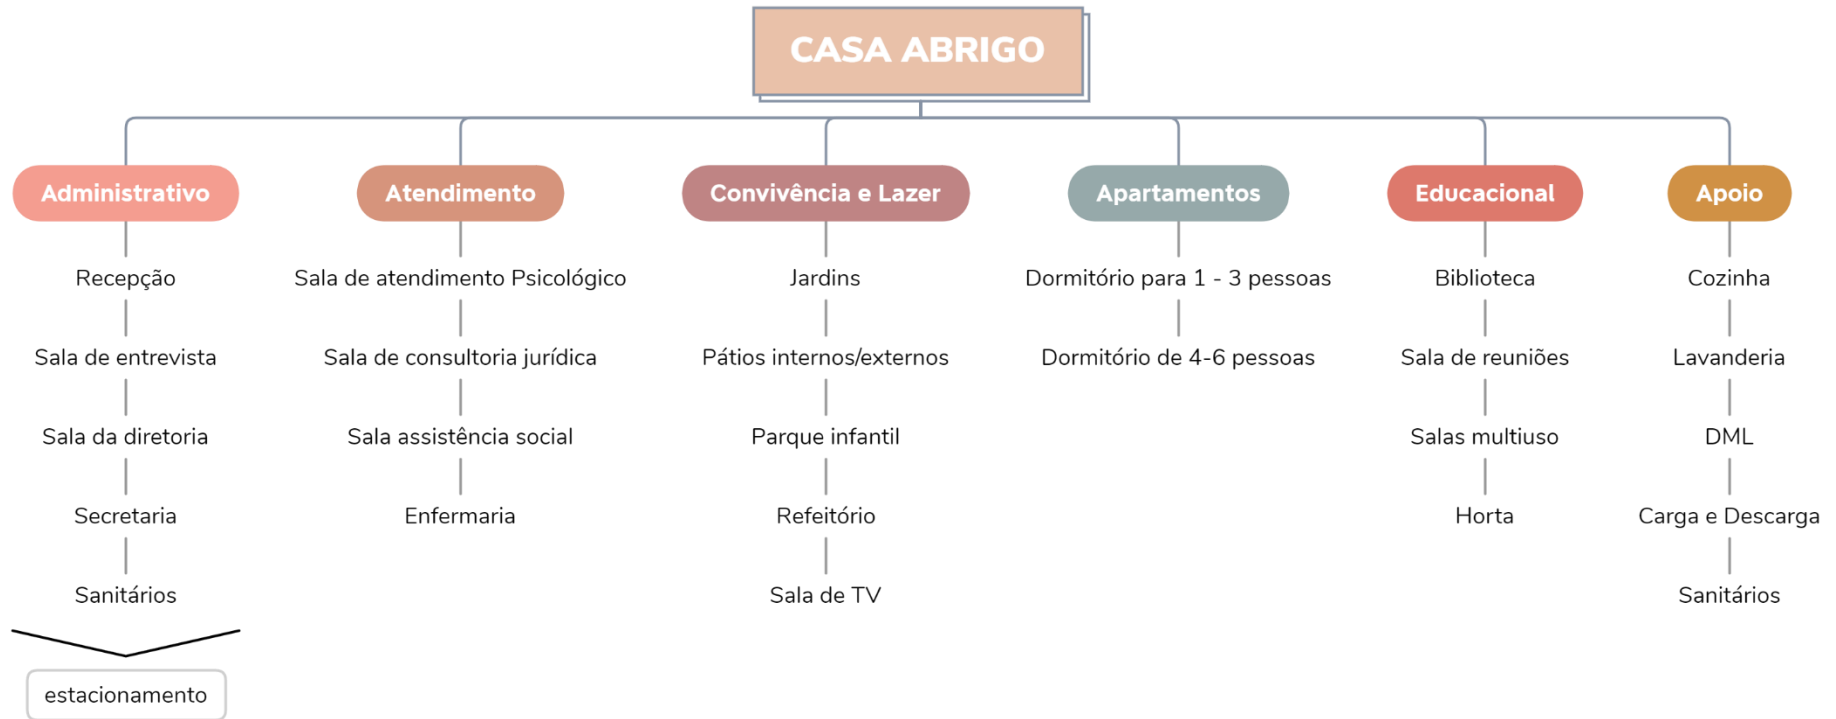 CASA ABRIGO
Administrativo
Recepção
Sala de entrevista
Sala da diretoria
Secretaria
Sanitários
estacionamento
Atendimento
Sala de atendimento Psicológico
Sala de consultoria jurídica
Sala assistência social
Enfermaria
Convivência e Lazer
Jardins
Pátios internos/externos
Parque infantil
Refeitório
Sala de TV
Apartamentos
Dormitório para 1 - 3 pessoas
Dormitório de 4-6 pessoas
Educacional
Biblioteca
Sala de reuniões
Salas multiuso
Horta
Apoio
Cozinha
Lavanderia
DML
Carga e Descarga
Sanitários